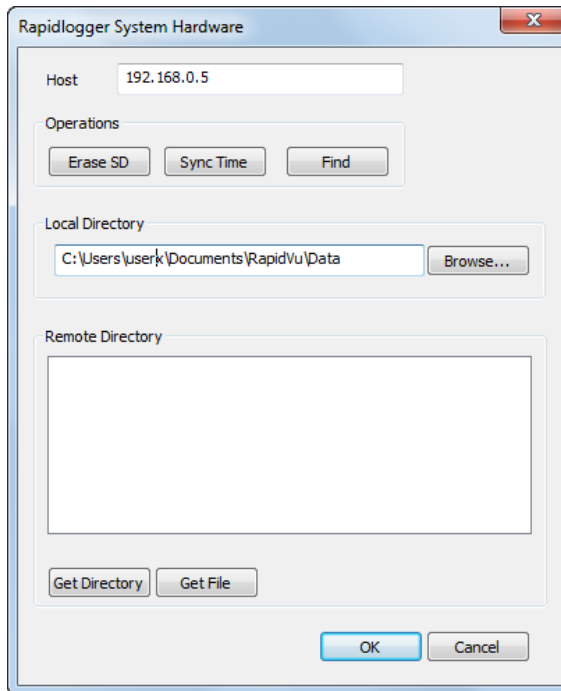 Rapidlogger System Hardware
Host 192.168.0.5
Operations
Erase SD Sync Time Find
Local Directory
C:\Users\userx\Documents\RapidVu\Data Browse...
Remote Directory
Get Directory Get File
OK Cancel